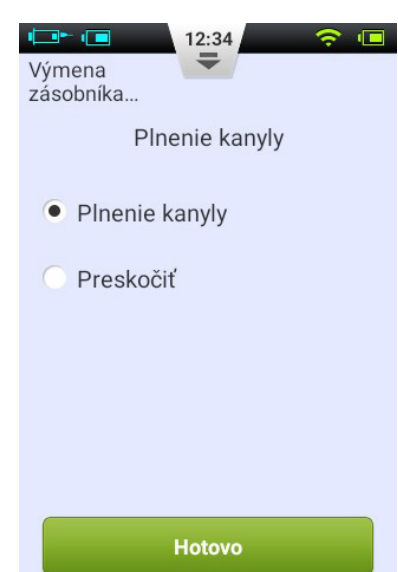 12:34
Výmena
zásobníka...
Plnenie kanyly
Plnenie kanyly
Preskočiť
Hotovo